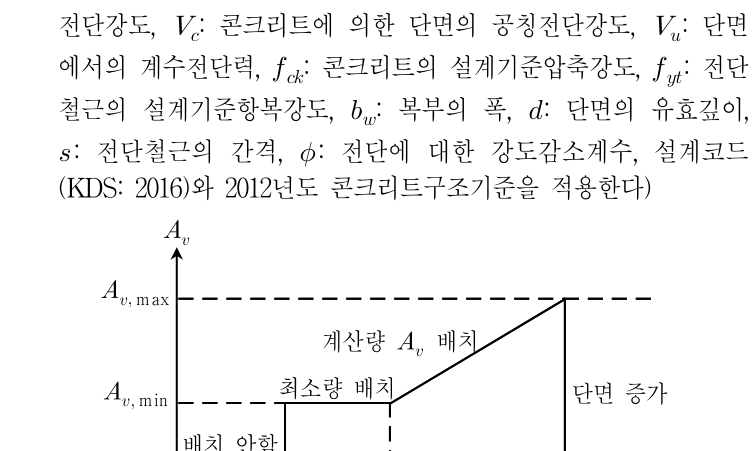 전단강도, V_c: 콘크리트에 의한 단면의 공칭전단강도, V_u: 단면
에서의 계수전단력, f_ck: 콘크리트의 설계기준압축강도, f_yt: 전단
철근의 설계기준항복강도, b_w: 복부의 폭, d: 단면의 유효깊이,
s: 전단철근의 간격, ϕ: 전단에 대한 강도감소계수, 설계코드
(KDS: 2016)와 2012년도 콘크리트구조기준을 적용한다)
A_v
A_v,max
계산량 A_v 배치
최소량 배치
단면 증가
A_v,min
배치 안함